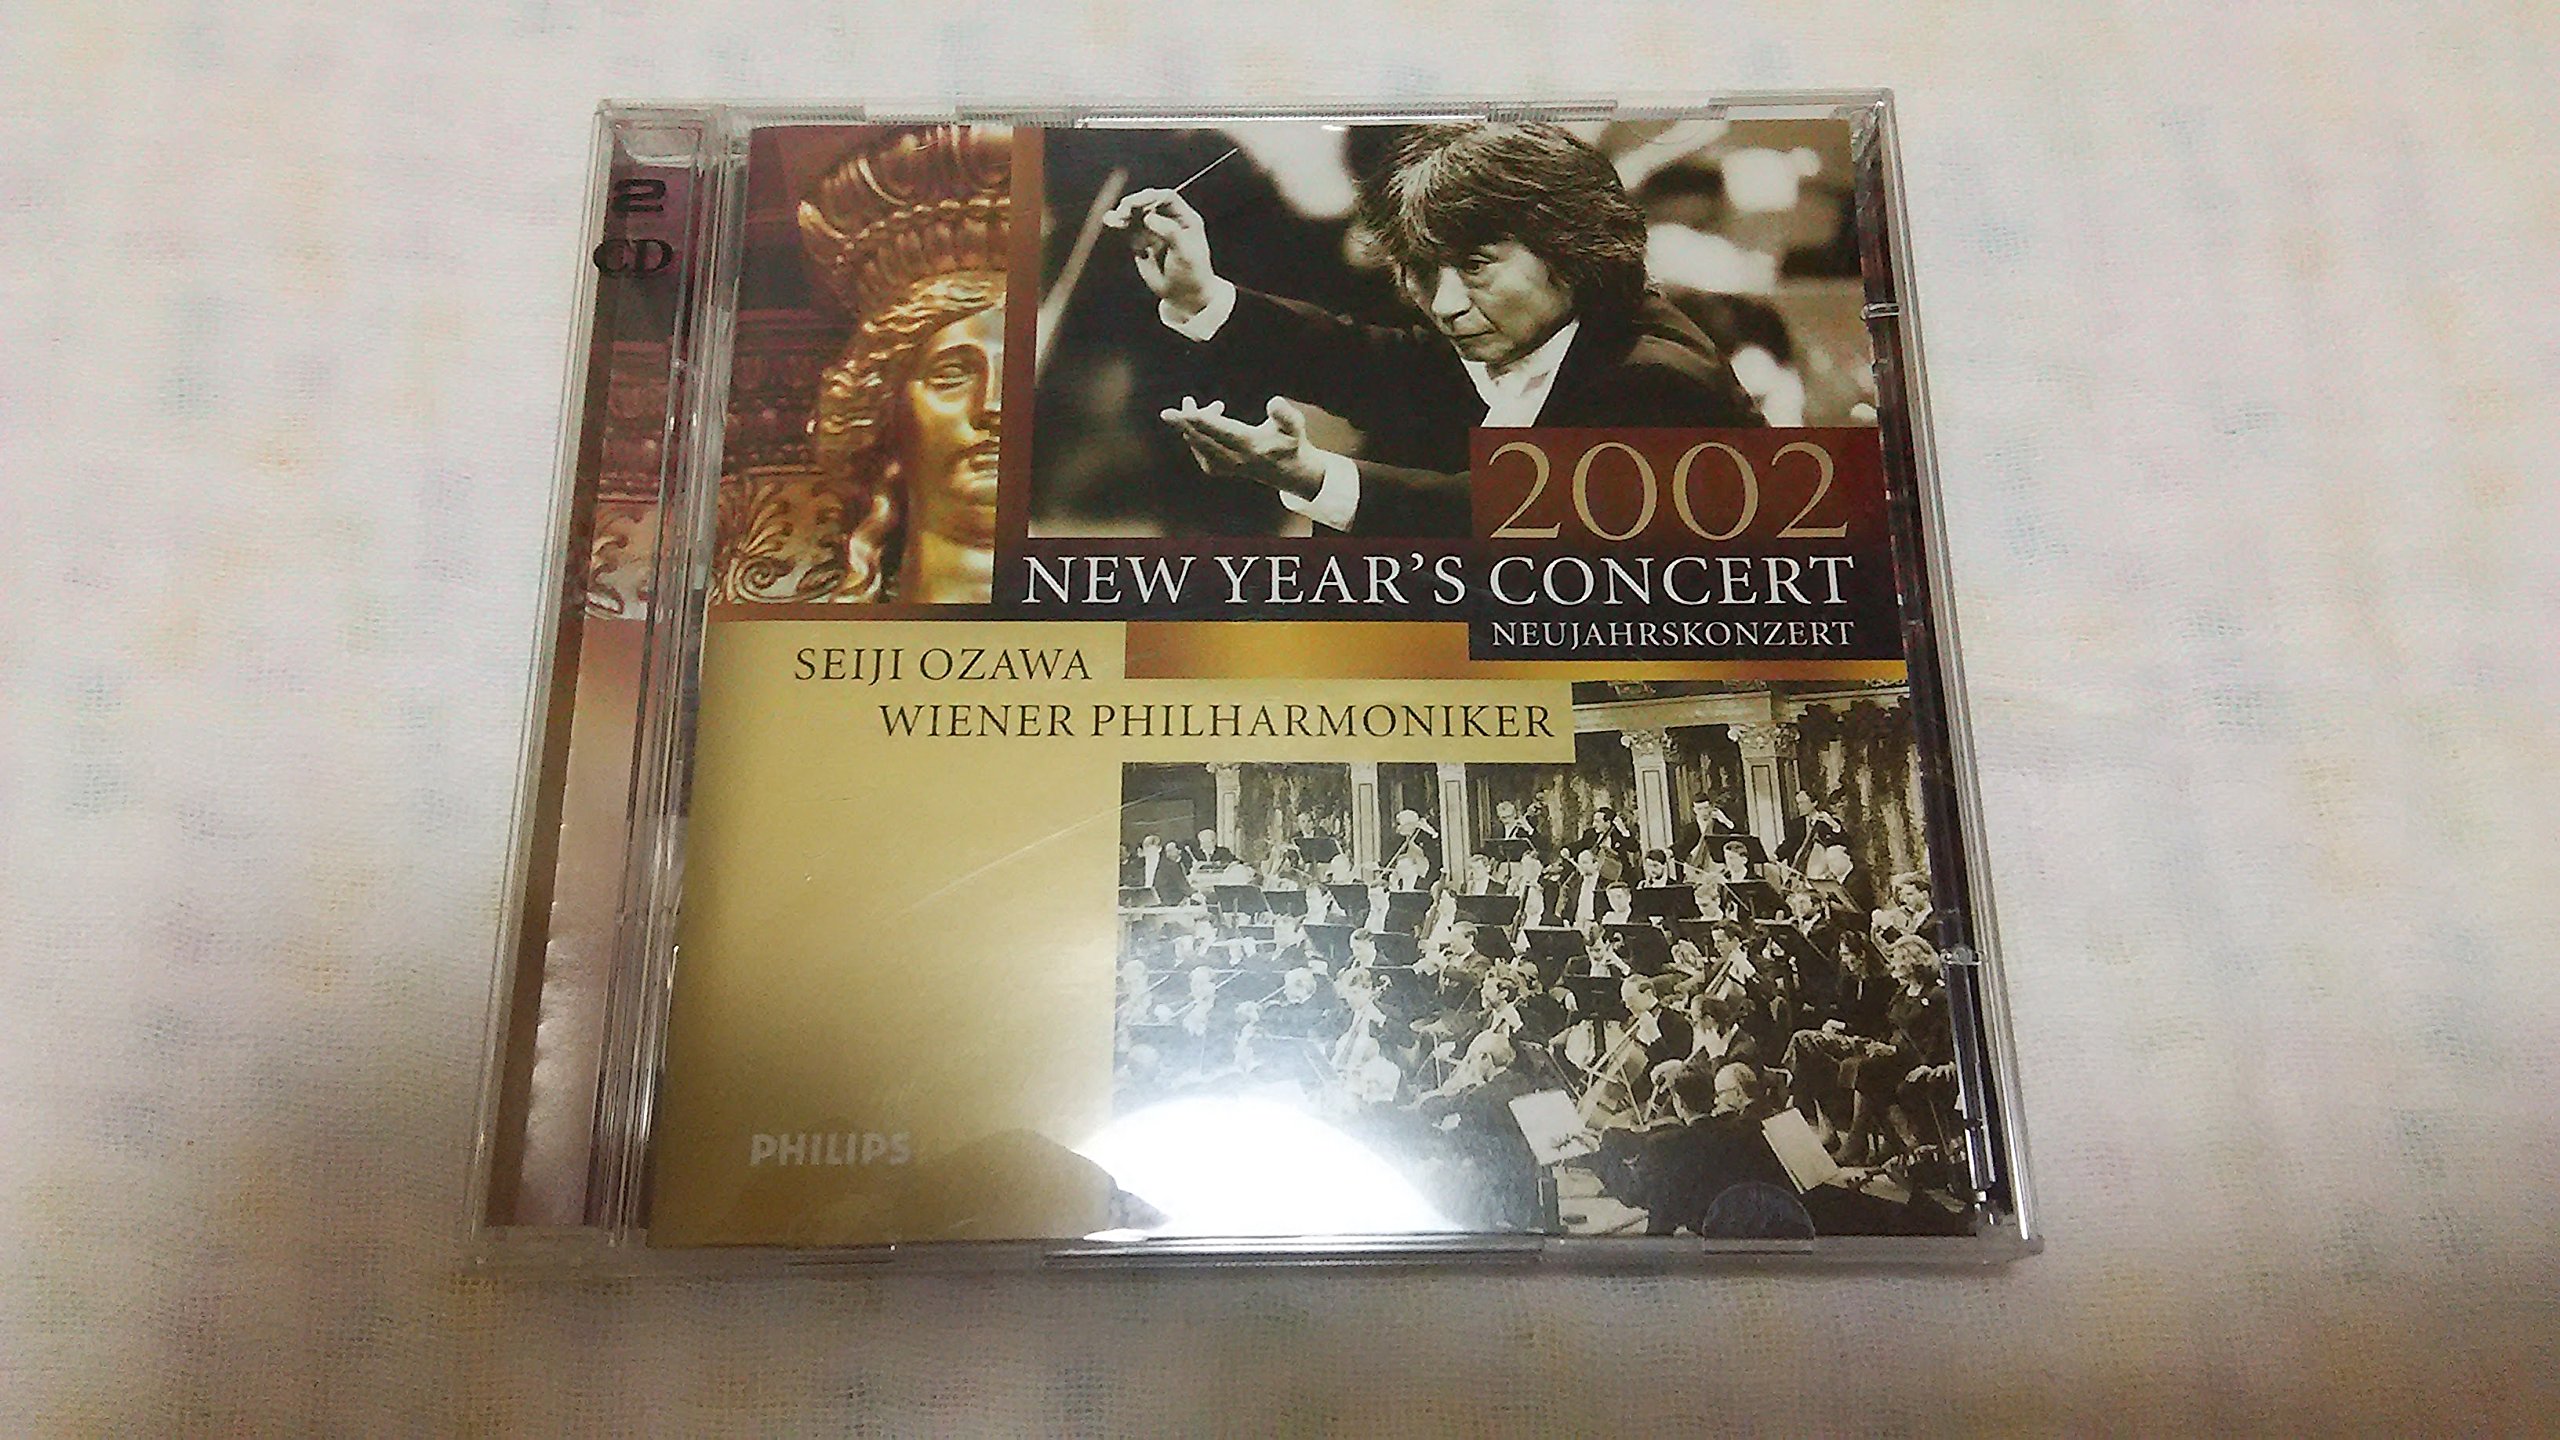 2
CD
2002
NEW YEAR'S CONCERT
NEUJAHRSKONZERT
SEIJI OZAWA
WIENER PHILHARMONIKER
PHILIPS